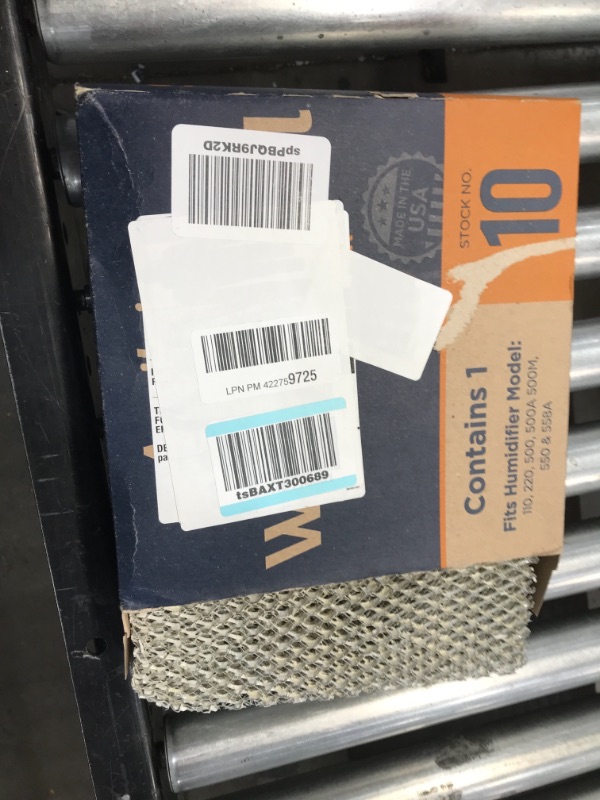 spPBQJ9RK2D
LPN PM 422759725
tsBAXT300689
MADE IN THE
USA
STOCK NO.
10
Contains 1
Fits Humidifier Model:
110, 220, 500, 500A 500M,
550 & 558A